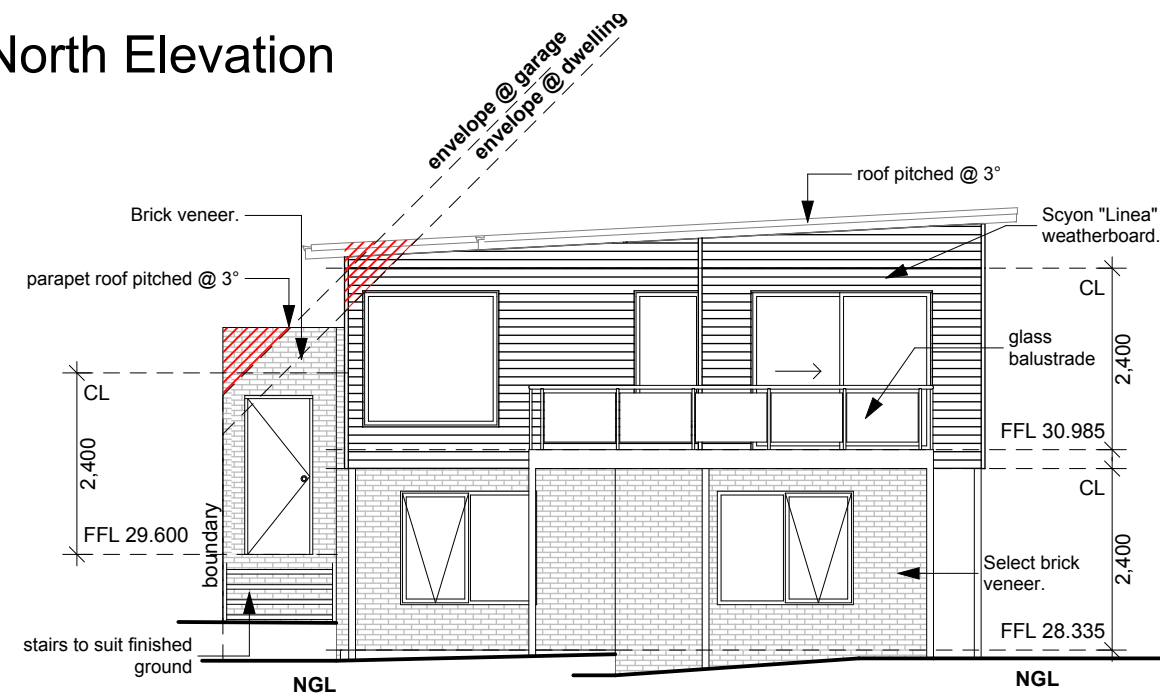 North Elevation
envelope @ garage
envelope @ dwelling
roof pitched @ 3°
Brick veneer.
Scyon "Linea"
weatherboard.
parapet roof pitched @ 3°
CL
2,400
glass
balustrade
CL
2,400
FFL 30.985
CL
FFL 29.600
boundary
2,400
Select brick
veneer.
FFL 28.335
stairs to suit finished
ground
NGL
NGL